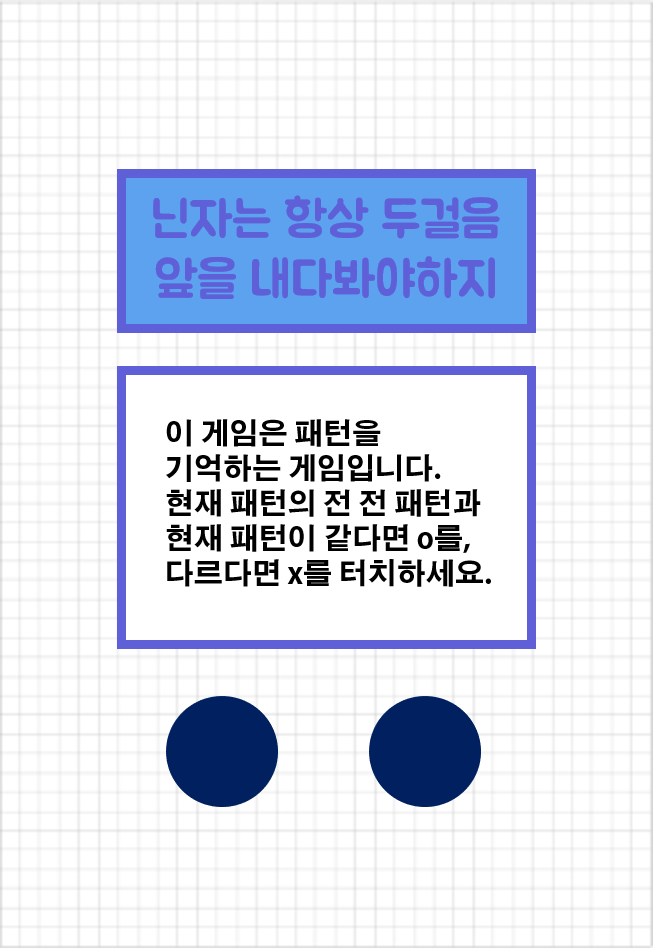 닌자는 항상 두걸음
앞을 내다봐야하지
이 게임은 패턴을
기억하는 게임입니다.
현재 패턴의 전 전 패턴과
현재 패턴이 같다면 o를,
다르다면 x를 터치하세요.